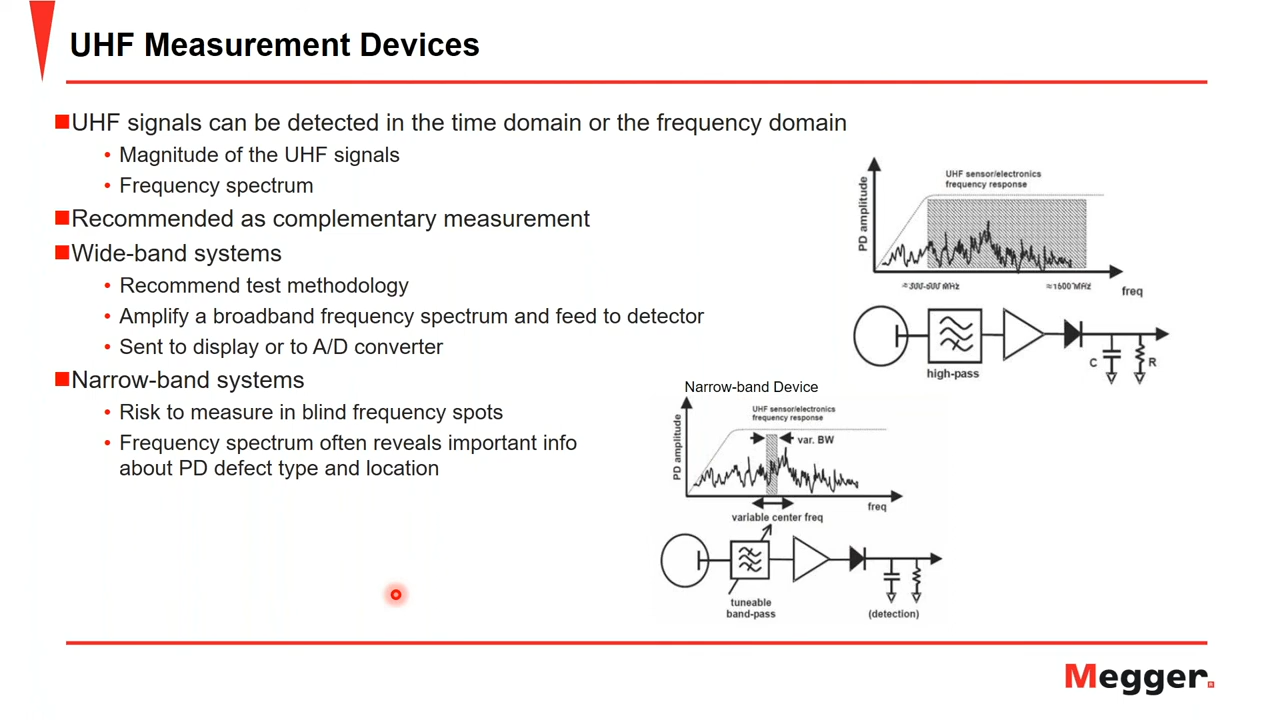 UHF Measurement Devices
UHF signals can be detected in the time domain or the frequency domain
• Magnitude of the UHF signals
• Frequency spectrum
Recommended as complementary measurement
Wide-band systems
• Recommend test methodology
• Amplify a broadband frequency spectrum and feed to detector
• Sent to display or to A/D converter
Narrow-band systems
• Risk to measure in blind frequency spots
• Frequency spectrum often reveals important info
about PD defect type and location
UHF sensor/electronics
frequency response
PD amplitude
≈300-600 MHz
≈1600 MHz
freq
high-pass
C
R
Narrow-band Device
UHF sensor/electronics
frequency response
PD amplitude
var. BW
freq
variable center freq
tuneable
band-pass
(detection)
Megger.